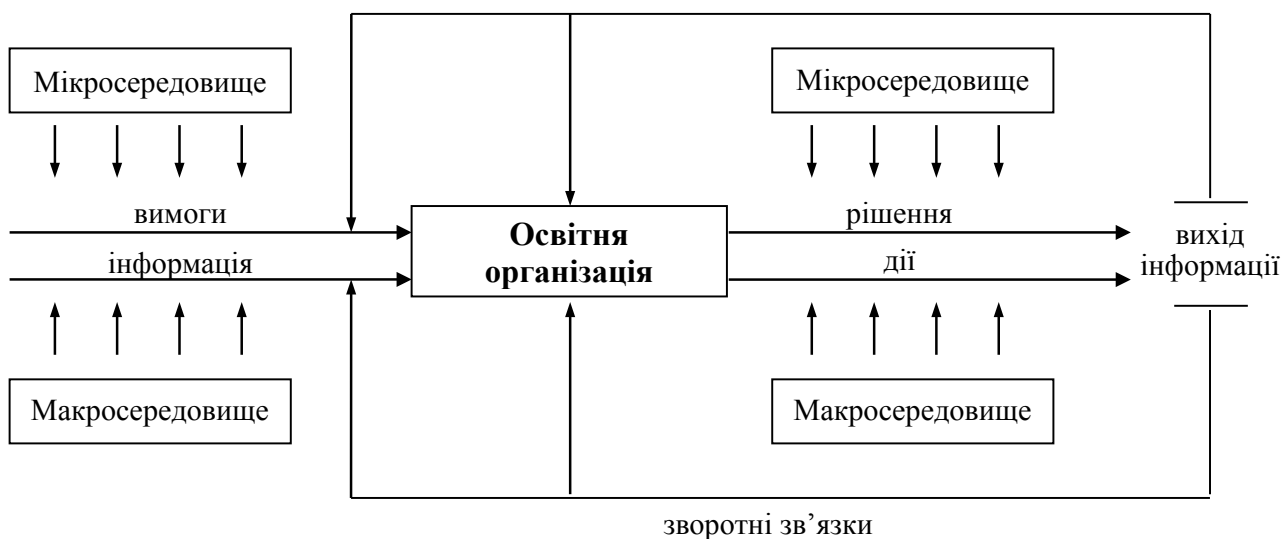 Мікросередовище
Мікросередовище
вимоги
рішення
Освітня
організація
вихід
інформації
інформація
дії
Макросередовище
Макросередовище
зворотні зв’язки